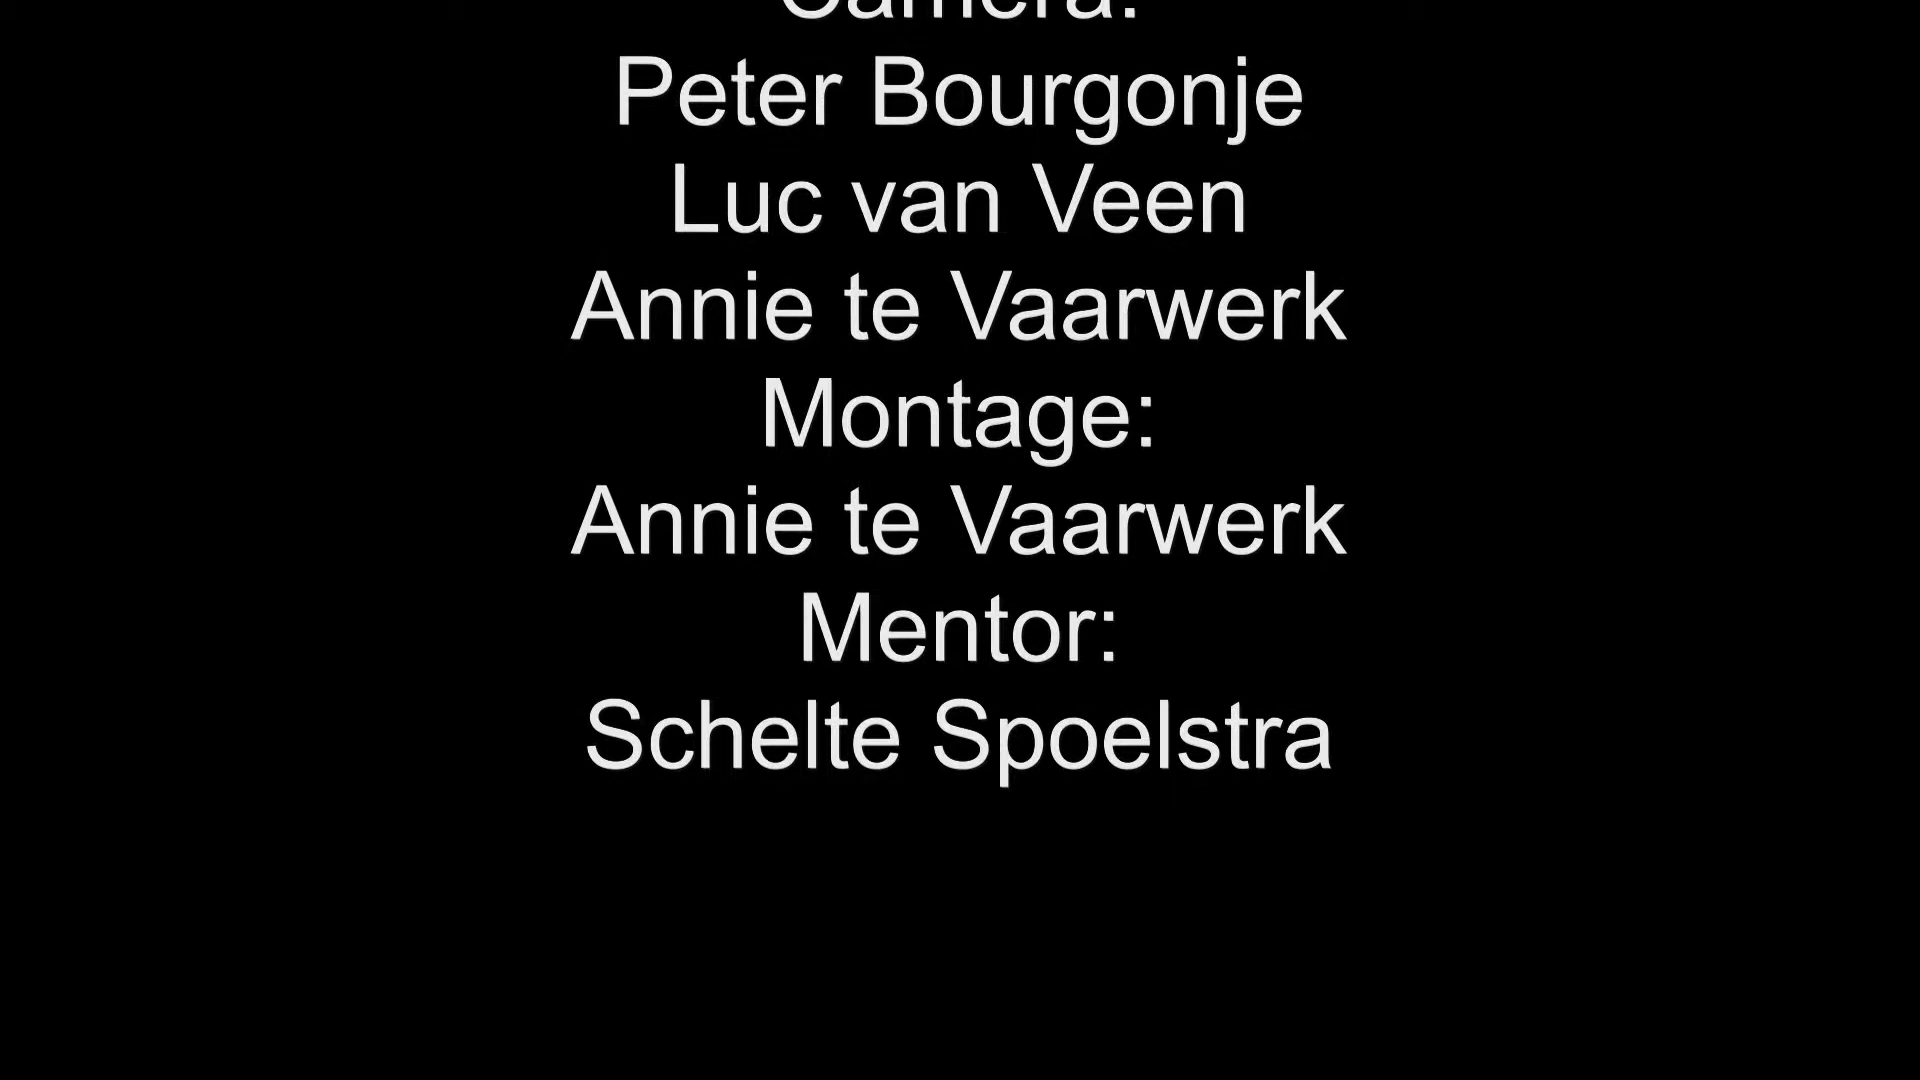 Camera:
Peter Bourgonje
Luc van Veen
Annie te Vaarwerk
Montage:
Annie te Vaarwerk
Mentor:
Schelte Spoelstra